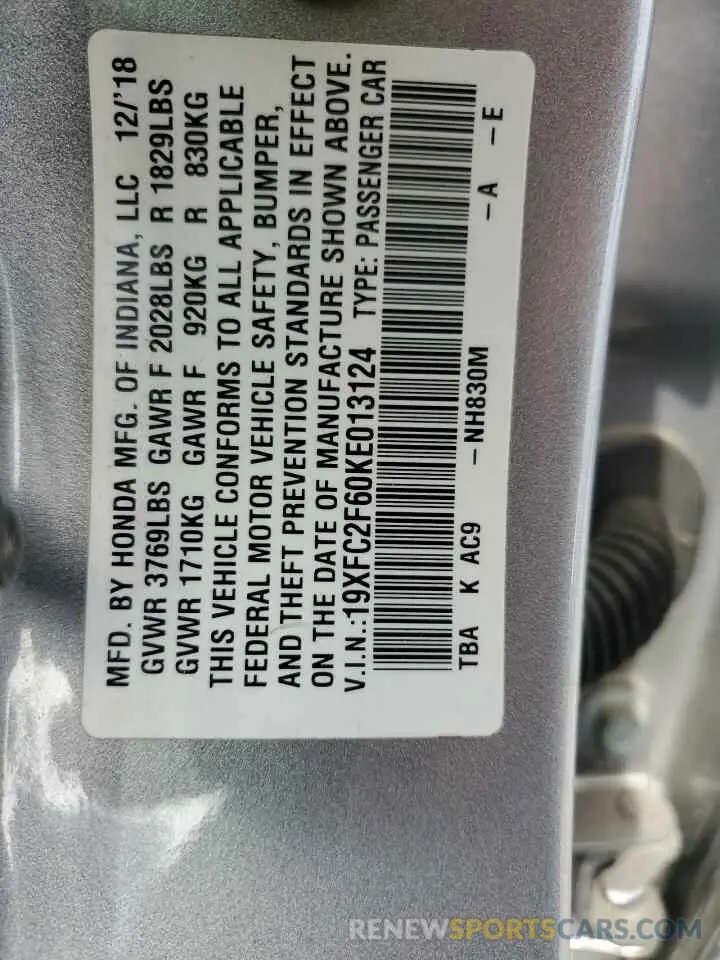 MFD. BY HONDA MFG. OF INDIANA, LLC 12/'18
GVWR 3769LBS GAWR F 2028LBS R 1829LBS
GVWR 1710KG GAWR F 920KG R 830KG
THIS VEHICLE CONFORMS TO ALL APPLICABLE
FEDERAL MOTOR VEHICLE SAFETY, BUMPER,
AND THEFT PREVENTION STANDARDS IN EFFECT
ON THE DATE OF MANUFACTURE SHOWN ABOVE.
V.I.N.:19XFC2F60KE013124 TYPE: PASSENGER CAR
TBA K AC9 -NH830M -A -E
RENEWSPORTSCARS.COM